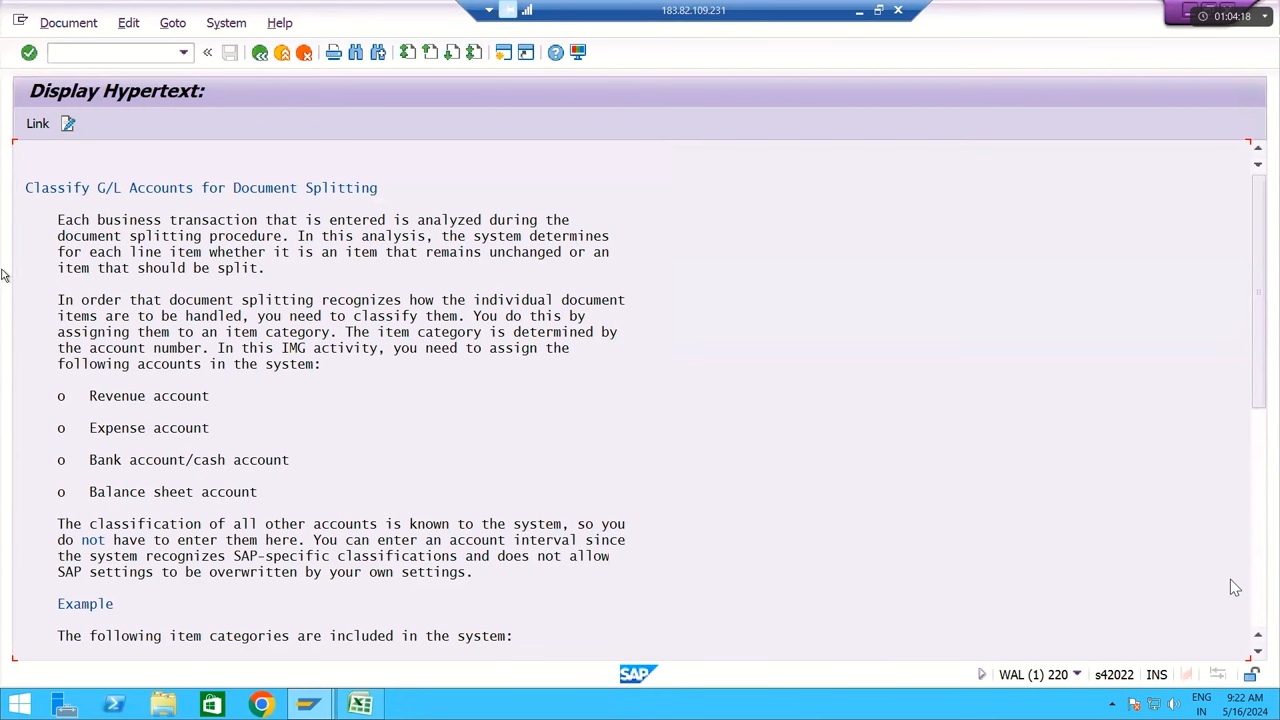 Document Edit Goto System Help
183.82.109.231
01:04:18
Display Hypertext:
Link
Classify G/L Accounts for Document Splitting
Each business transaction that is entered is analyzed during the
document splitting procedure. In this analysis, the system determines
for each line item whether it is an item that remains unchanged or an
item that should be split.
In order that document splitting recognizes how the individual document
items are to be handled, you need to classify them. You do this by
assigning them to an item category. The item category is determined by
the account number. In this IMG activity, you need to assign the
following accounts in the system:
o Revenue account
o Expense account
o Bank account/cash account
o Balance sheet account
The classification of all other accounts is known to the system, so you
do not have to enter them here. You can enter an account interval since
the system recognizes SAP-specific classifications and does not allow
SAP settings to be overwritten by your own settings.
Example
The following item categories are included in the system:
SAP
WAL (1) 220 s42022 INS
ENG 9:22 AM
IN 5/16/2024